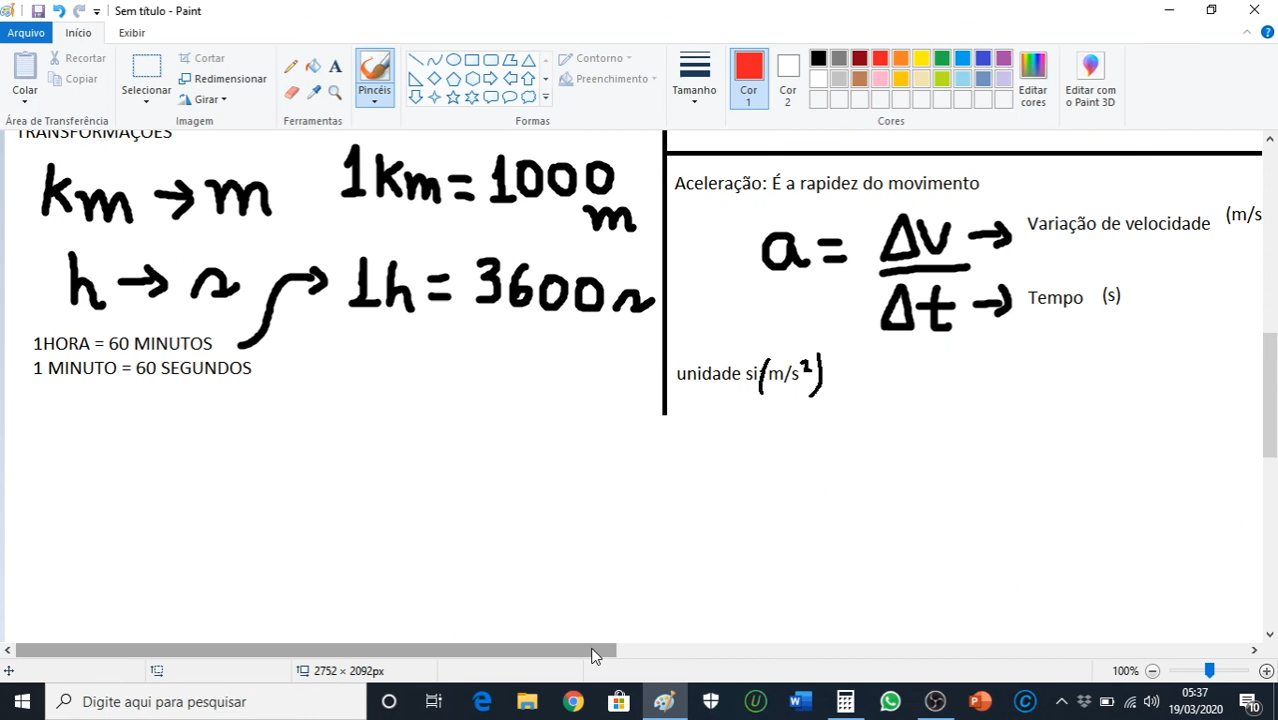 Sem título - Paint
Arquivo Início Exibir
Colar
Recortar
Copiar
Área de Transferência
Selecionar
Cortar
Redimensionar
Girar
Imagem
A
Ferramentas
Pincéis
Formas
Contorno
Preenchimento
Tamanho
Cor 1
Cor 2
Editar cores
Editar com o Paint 3D
Cores
TRANSFORMAÇÕES
km → m
1km = 1000
m
h → s
1h = 3600s
1HORA = 60 MINUTOS
1 MINUTO = 60 SEGUNDOS
Aceleração: É a rapidez do movimento
a = Δv → Variação de velocidade (m/s
Δt → Tempo (s)
unidade si (m/s²)
2752 × 2092px
100%
Digite aqui para pesquisar
05:37
19/03/2020
10